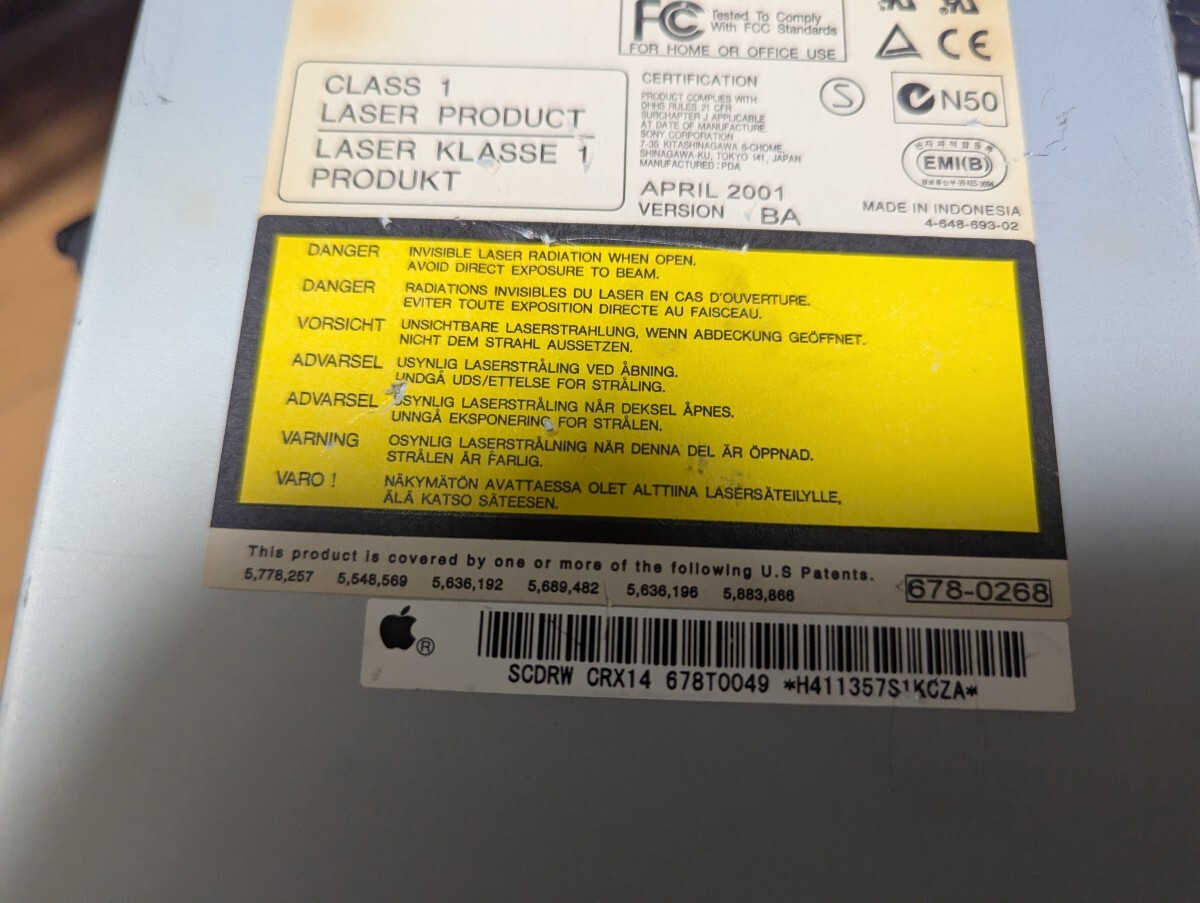 FC Tested To Comply
With FCC Standards
FOR HOME OR OFFICE USE
CE
CLASS 1
LASER PRODUCT
LASER KLASSE 1
PRODUKT
CERTIFICATION
PRODUCT COMPLIES WITH
DHHS RULES 21 CFR
SUBCHAPTER J APPLICABLE
AT DATE OF MANUFACTURE.
SONY CORPORATION
7-35 KITASHINAGAWA 6-CHOME,
SHINAGAWA-KU, TOKYO 141, JAPAN
MANUFACTURED : PDA
APRIL 2001
VERSION BA
S
N50
EMI(B)
MADE IN INDONESIA
4-648-693-02
DANGER INVISIBLE LASER RADIATION WHEN OPEN.
AVOID DIRECT EXPOSURE TO BEAM.
DANGER RADIATIONS INVISIBLES DU LASER EN CAS D'OUVERTURE.
EVITER TOUTE EXPOSITION DIRECTE AU FAISCEAU.
VORSICHT UNSICHTBARE LASERSTRAHLUNG, WENN ABDECKUNG GEÖFFNET.
NICHT DEM STRAHL AUSSETZEN.
ADVARSEL USYNLIG LASERSTRÅLING VED ÅBNING.
UNDGÅ UDS/ETTELSE FOR STRÅLING.
ADVARSEL USYNLIG LASERSTRÅLING NÅR DEKSEL ÅPNES.
UNNGÅ EKSPONERING FOR STRÅLEN.
VARNING OSYNLIG LASERSTRÅLNING NÄR DENNA DEL ÄR ÖPPNAD.
STRÅLEN ÄR FARLIG.
VARO ! NÄKYMÄTÖN AVATTAESSA OLET ALTTIINA LASERSÄTEILYLLE,
ÄLÄ KATSO SÄTEESEN.
This product is covered by one or more of the following U.S Patents.
5,778,257 5,548,569 5,636,192 5,689,482 5,636,196 5,883,866
678-0268
®
SCDRW CRX14 678T0049 *H411357S1KCZA*